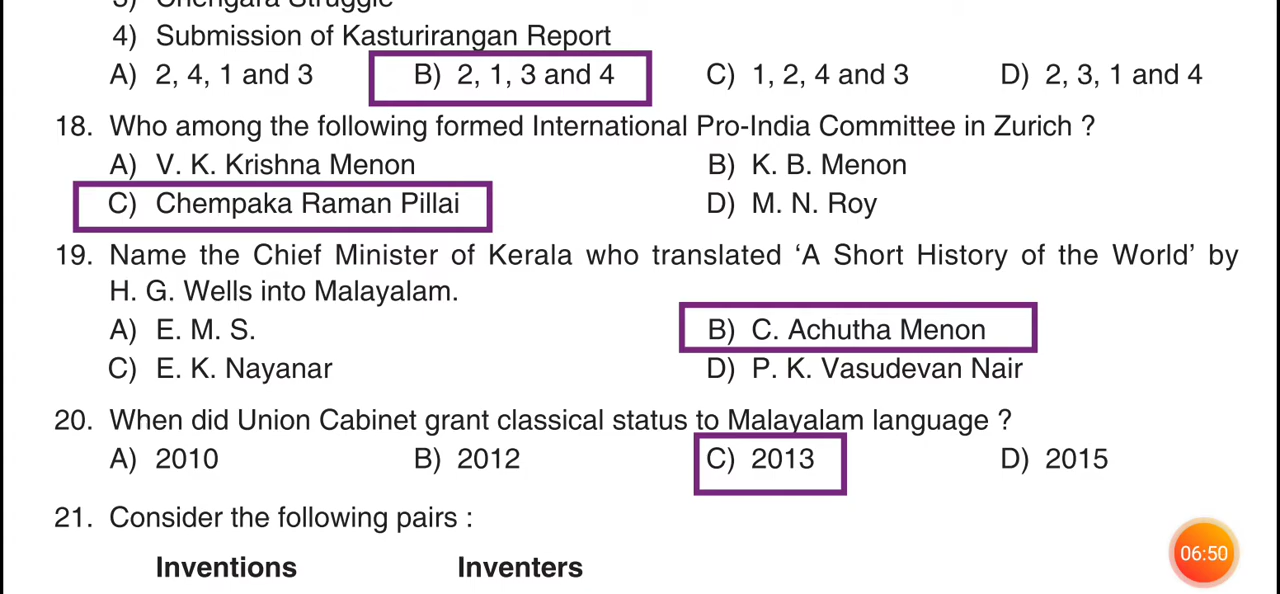 3) Chengara Struggle
4) Submission of Kasturirangan Report
A) 2, 4, 1 and 3 B) 2, 1, 3 and 4 C) 1, 2, 4 and 3 D) 2, 3, 1 and 4
18. Who among the following formed International Pro-India Committee in Zurich ?
A) V. K. Krishna Menon B) K. B. Menon
C) Chempaka Raman Pillai D) M. N. Roy
19. Name the Chief Minister of Kerala who translated ‘A Short History of the World’ by
H. G. Wells into Malayalam.
A) E. M. S. B) C. Achutha Menon
C) E. K. Nayanar D) P. K. Vasudevan Nair
20. When did Union Cabinet grant classical status to Malayalam language ?
A) 2010 B) 2012 C) 2013 D) 2015
21. Consider the following pairs :
Inventions Inventers
06:50